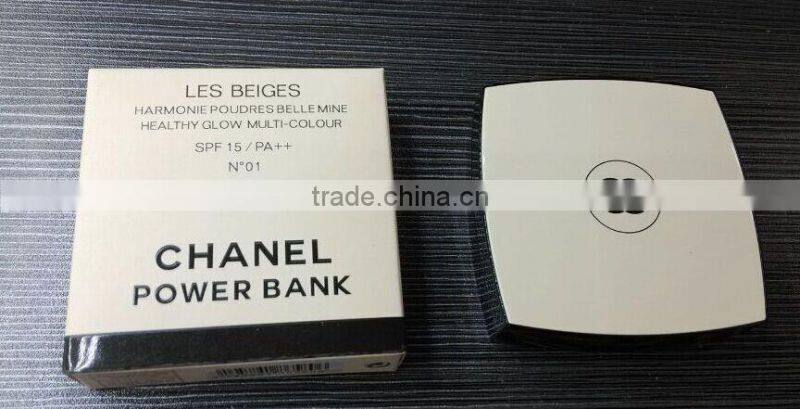 LES BEIGES
HARMONIE POUDRES BELLE MINE
HEALTHY GLOW MULTI-COLOUR
SPF 15 / PA++
N°01
trade.china.cn
CHANEL
POWER BANK